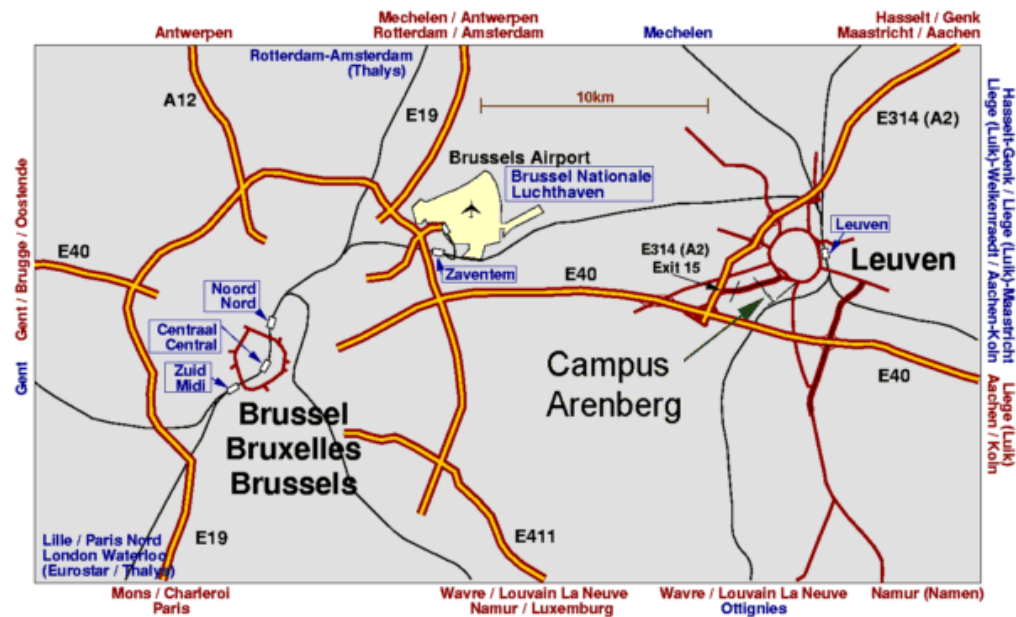 Antwerpen
Mechelen / Antwerpen
Rotterdam / Amsterdam
Mechelen
Hasselt / Genk
Maastricht / Aachen
Rotterdam-Amsterdam
(Thalys)
A12
E19
10km
E314 (A2)
Brussels Airport
Brussel Nationale
Luchthaven
Gent / Brugge / Oostende
Gent
E40
Zaventem
E314 (A2)
Exit 15
E40
Leuven
Leuven
Hasselt-Genk / Liege (Luik)-Maastricht
Liege (Luik)-Welkenraedt / Aachen-Koln
Noord
Nord
Centraal
Central
Zuid
Midi
Campus
Arenberg
E40
Liege (Luik)
Aachen / Koln
Brussel
Bruxelles
Brussels
E19
E411
Lille / Paris Nord
London Waterloo
(Eurostar / Thalys)
Mons / Charleroi
Paris
Wavre / Louvain La Neuve
Namur / Luxemburg
Wavre / Louvain La Neuve
Ottignies
Namur (Namen)